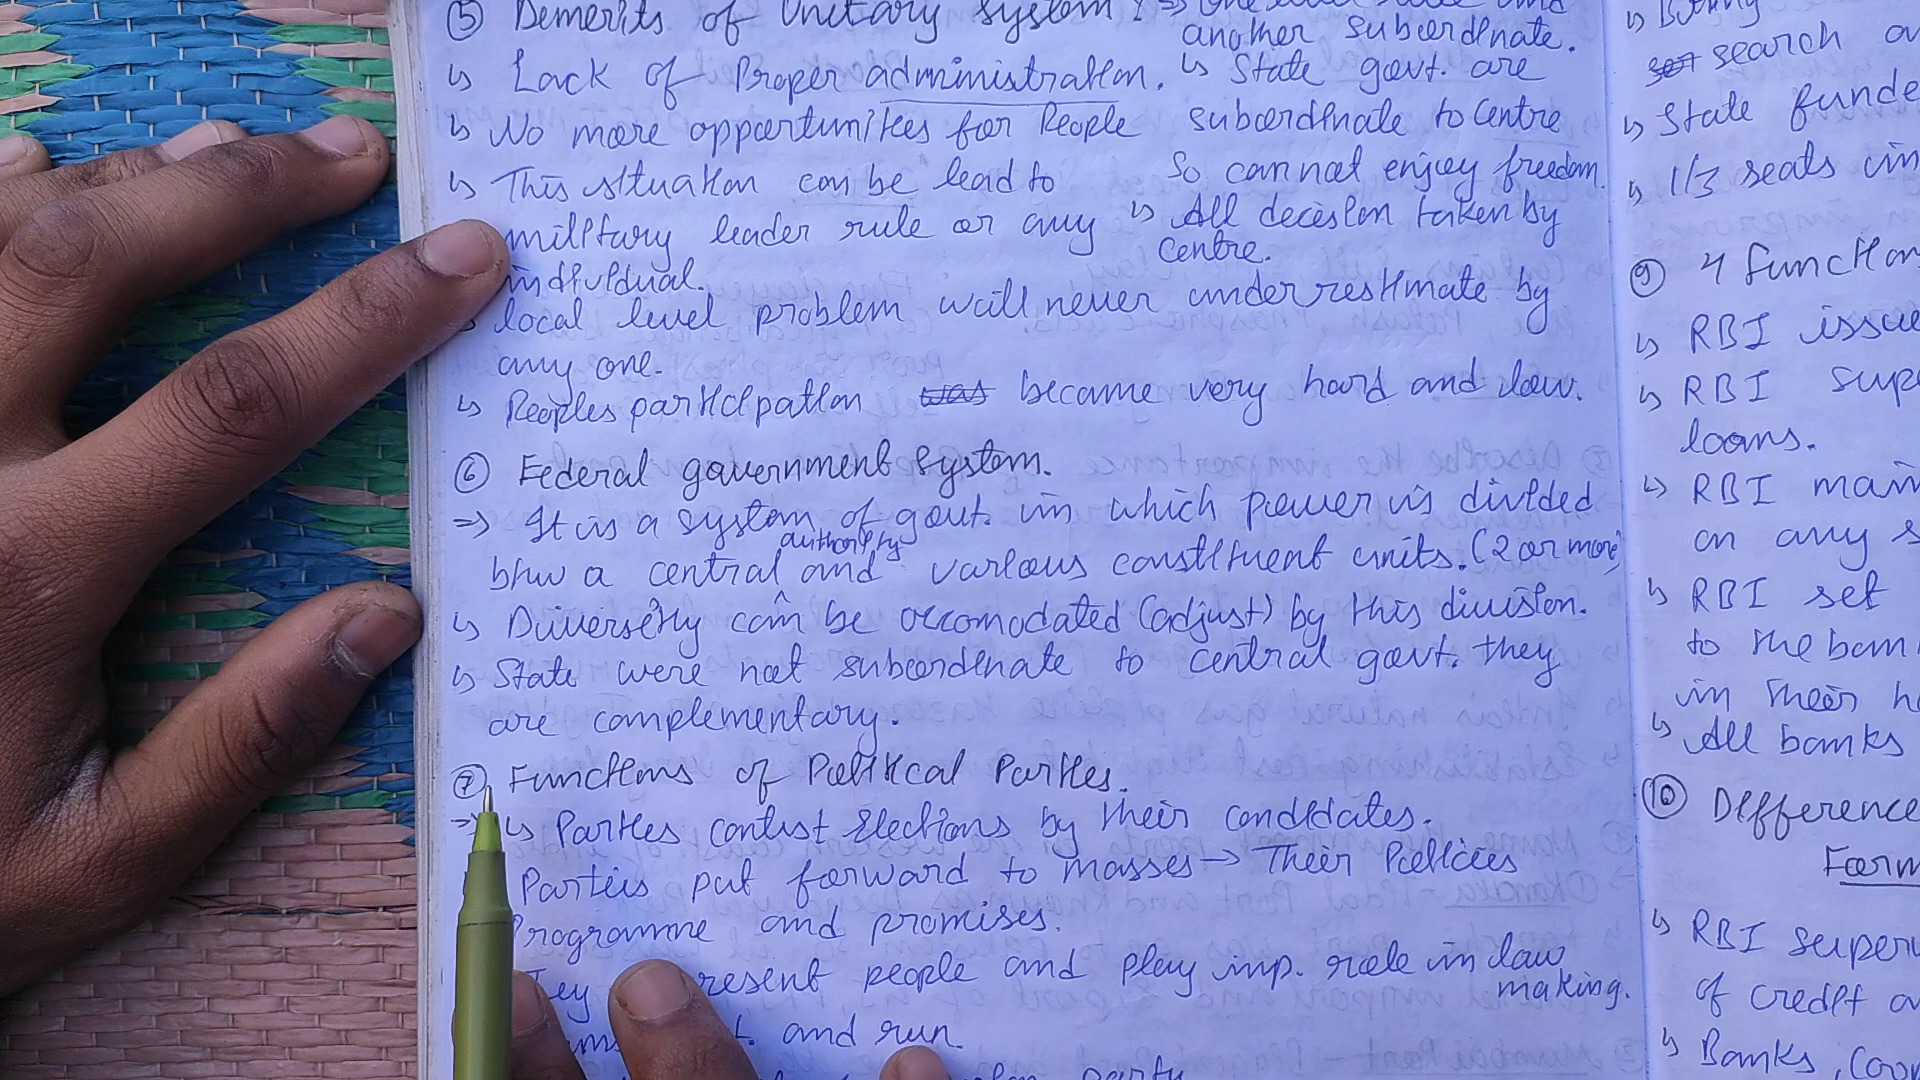 ⑤ Demerits of Unitary System :
another subordinate.
↳ Lack of Proper administration.
↳ State govt. are
subordinate to Centre
So cannot enjoy freedom.
↳ All decision taken by
Centre.
↳ No more opportunities for People
↳ This situation can be lead to
military leader rule or any
individual.
local level problem will never underrestimate by
any one.
↳ Peoples participation was became very hard and low.
⑥ Federal government System.
⇒ It is a system of govt. in which power is divided
authority
btw a central and various constituent units. (2 or more)
↳ Diversity can be accomodated (adjust) by this division.
↳ State were not subordinate to central govt. they
are complementary.
⑦ Functions of Political Parties.
⇒ ↳ Parties contest Elections by their candidates.
Parties put forward to masses → Their Policies
Programme and promises.
people and play imp. role in law
making.
and run
party
search
↳ State funde
↳ 1/3 seats in
⑨ 4 function
↳ RBI issue
↳ RBI supe
loans.
↳ RBI main
on any s
↳ RBI set
to the ban
in their h
↳ All banks
⑩ Difference
Form
↳ RBI superv
of credit a
↳ Banks, Coo